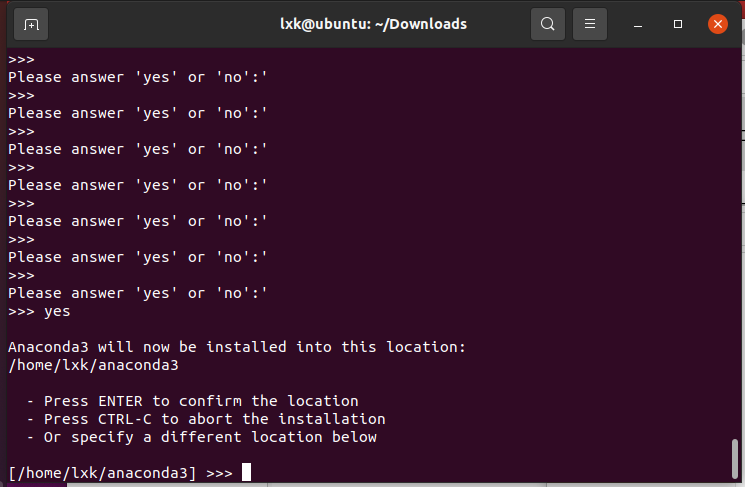 lxk@ubuntu: ~/Downloads
>>>
Please answer 'yes' or 'no':'
>>>
Please answer 'yes' or 'no':'
>>>
Please answer 'yes' or 'no':'
>>>
Please answer 'yes' or 'no':'
>>>
Please answer 'yes' or 'no':'
>>>
Please answer 'yes' or 'no':'
>>>
Please answer 'yes' or 'no':'
>>> yes
Anaconda3 will now be installed into this location:
/home/lxk/anaconda3
- Press ENTER to confirm the location
- Press CTRL-C to abort the installation
- Or specify a different location below
[/home/lxk/anaconda3] >>>